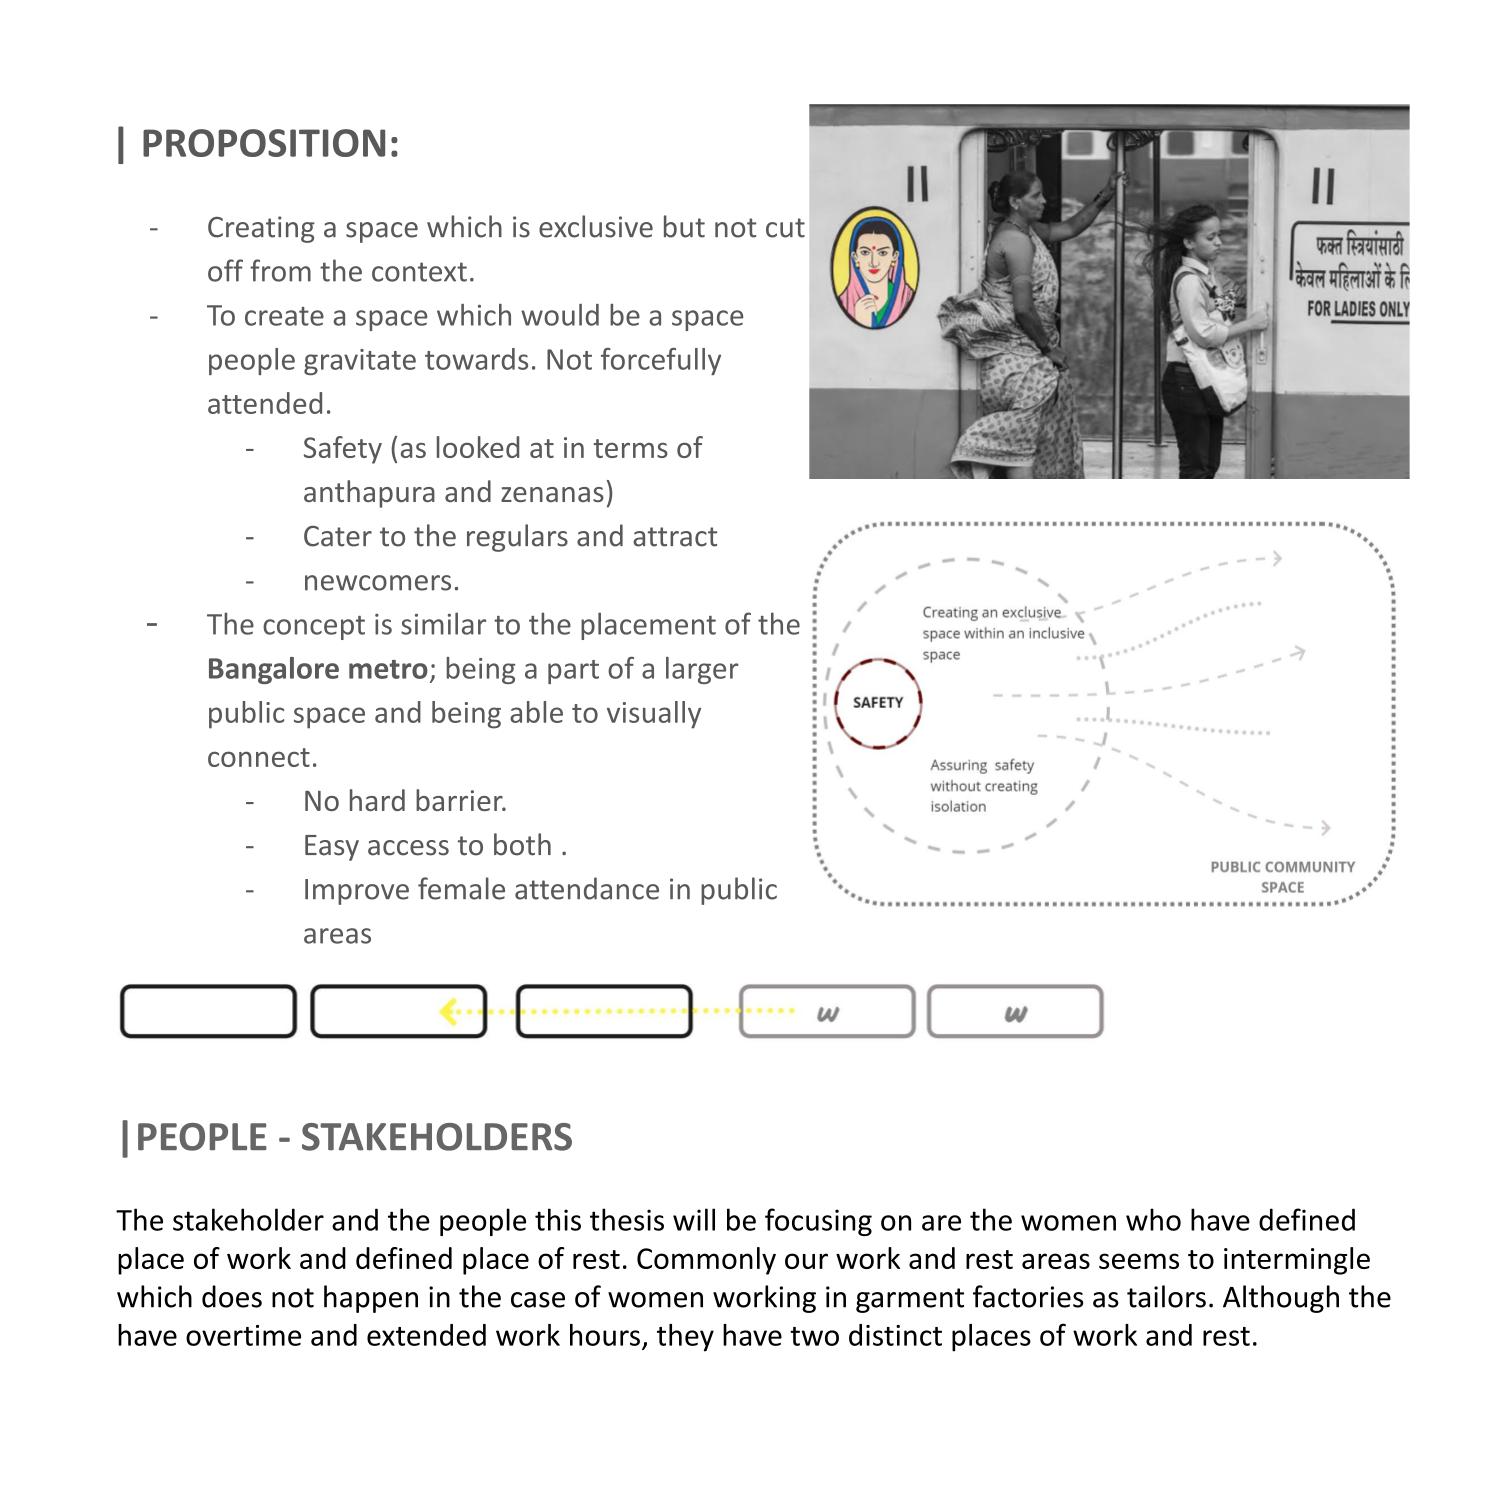 | PROPOSITION:
- Creating a space which is exclusive but not cut
off from the context.
- To create a space which would be a space
people gravitate towards. Not forcefully
attended.
- Safety (as looked at in terms of
anthapura and zenanas)
- Cater to the regulars and attract
- newcomers.
- The concept is similar to the placement of the
Bangalore metro; being a part of a larger
public space and being able to visually
connect.
- No hard barrier.
- Easy access to both .
- Improve female attendance in public
areas
फक्त स्त्रियांसाठी
केवल महिलाओं के
FOR LADIES ONLY
Creating an exclusive
space within an inclusive
space
SAFETY
Assuring safety
without creating
isolation
PUBLIC COMMUNITY
SPACE
w w
|PEOPLE - STAKEHOLDERS
The stakeholder and the people this thesis will be focusing on are the women who have defined
place of work and defined place of rest. Commonly our work and rest areas seems to intermingle
which does not happen in the case of women working in garment factories as tailors. Although the
have overtime and extended work hours, they have two distinct places of work and rest.